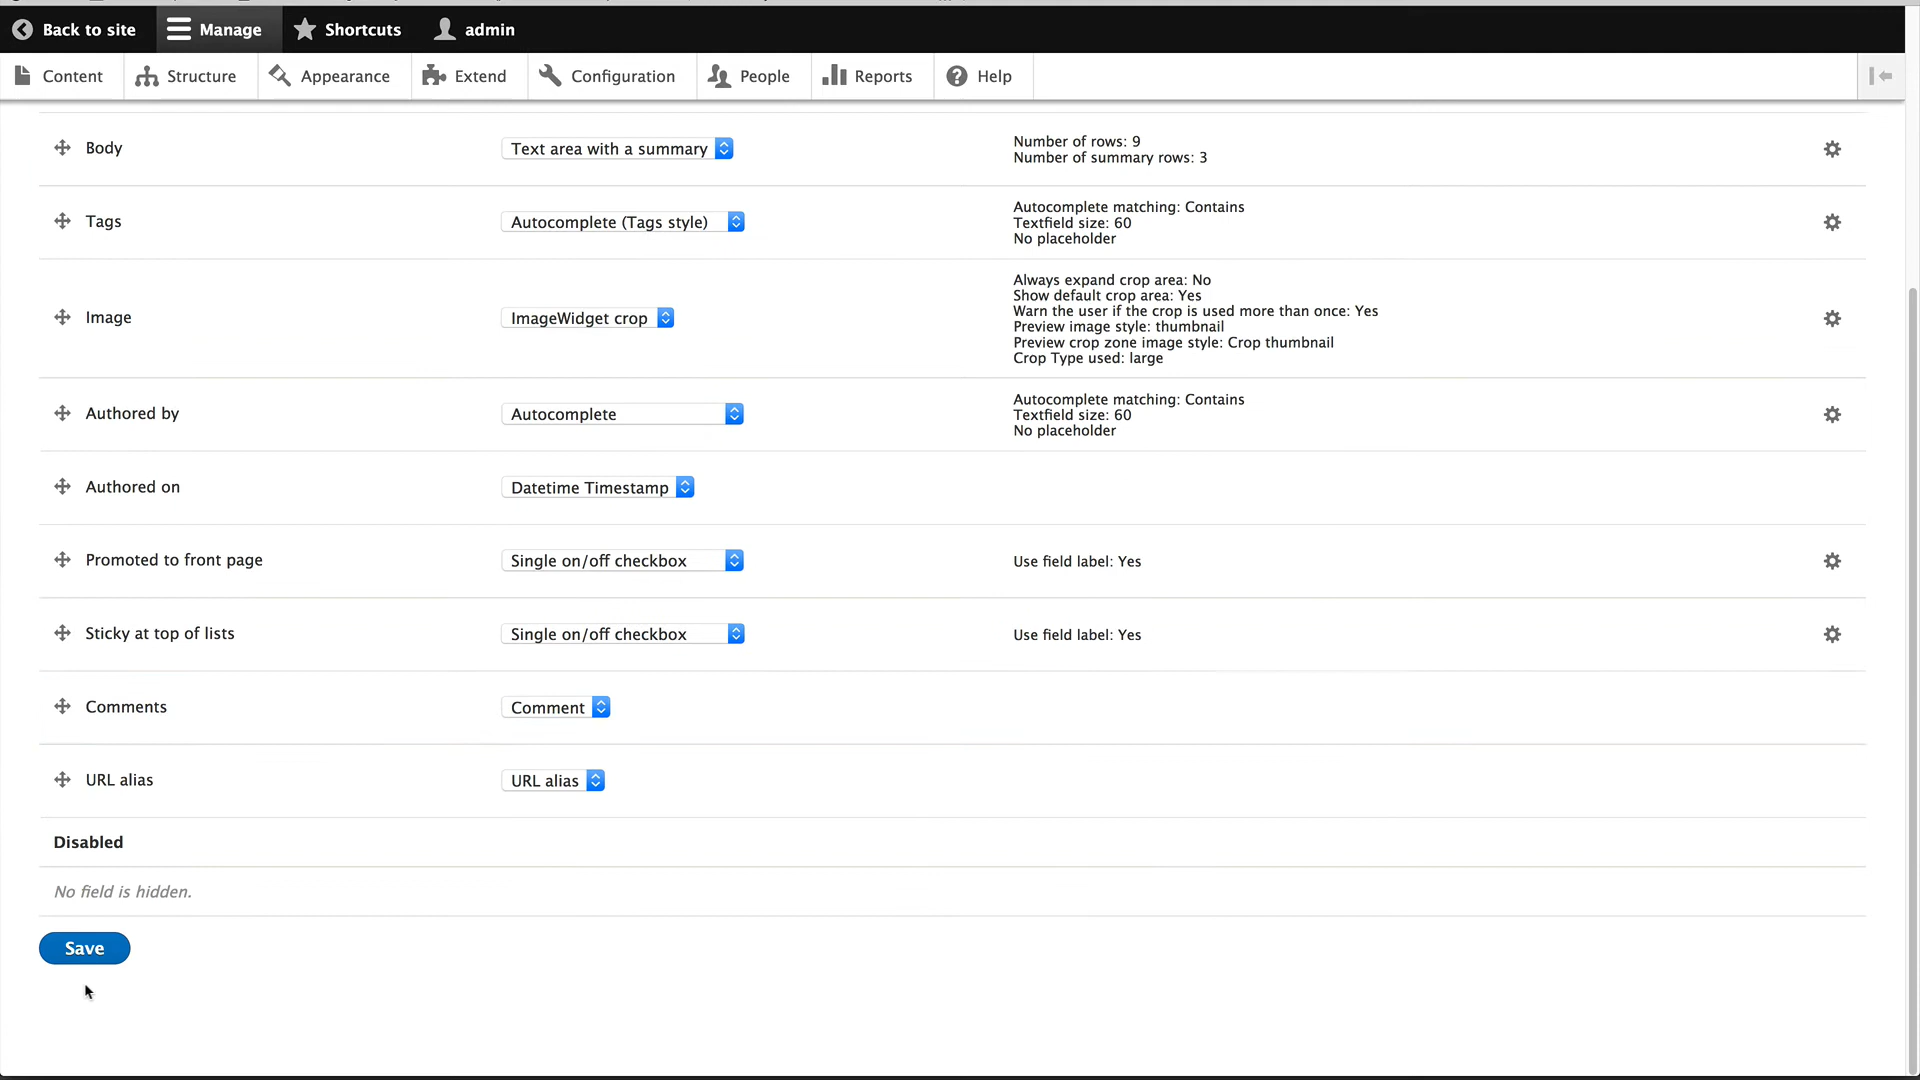 Back to site Manage Shortcuts admin
Content Structure Appearance Extend Configuration People Reports Help
Body Text area with a summary
Number of rows: 9
Number of summary rows: 3
Tags Autocomplete (Tags style)
Autocomplete matching: Contains
Textfield size: 60
No placeholder
Image ImageWidget crop
Always expand crop area: No
Show default crop area: Yes
Warn the user if the crop is used more than once: Yes
Preview image style: thumbnail
Preview crop zone image style: Crop thumbnail
Crop Type used: large
Authored by Autocomplete
Autocomplete matching: Contains
Textfield size: 60
No placeholder
Authored on Datetime Timestamp
Promoted to front page Single on/off checkbox Use field label: Yes
Sticky at top of lists Single on/off checkbox Use field label: Yes
Comments Comment
URL alias URL alias
Disabled
No field is hidden.
Save